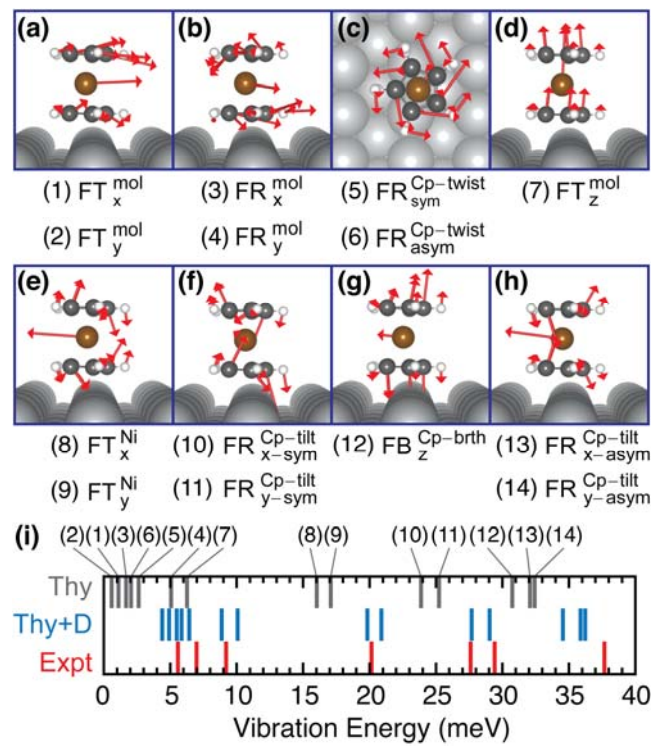 (a) (b) (c) (d)
(1) FT mol x (3) FR mol x (5) FR Cp-twist sym (7) FT mol z
(2) FT mol y (4) FR mol y (6) FR Cp-twist asym
(e) (f) (g) (h)
(8) FT Ni x (10) FR Cp-tilt x-sym (12) FB Cp-brth z (13) FR Cp-tilt x-asym
(9) FT Ni y (11) FR Cp-tilt y-sym (14) FR Cp-tilt y-asym
(i) (2)(1)(3)(6)(5)(4)(7) (8)(9) (10)(11)(12)(13)(14)
Thy
Thy+D
Expt
0 5 10 15 20 25 30 35 40
Vibration Energy (meV)